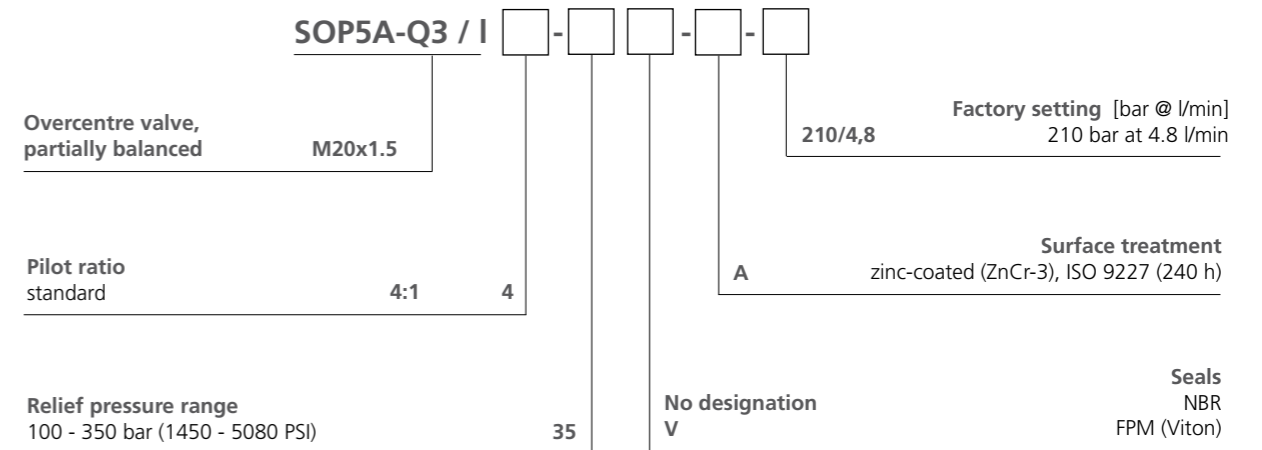 SOP5A-Q3 / I - - -
Overcentre valve,
partially balanced M20x1.5
Factory setting [bar @ l/min]
210/4,8 210 bar at 4.8 l/min
Pilot ratio
standard 4:1 4
Surface treatment
A zinc-coated (ZnCr-3), ISO 9227 (240 h)
Relief pressure range
100 - 350 bar (1450 - 5080 PSI) 35
Seals
No designation NBR
V FPM (Viton)